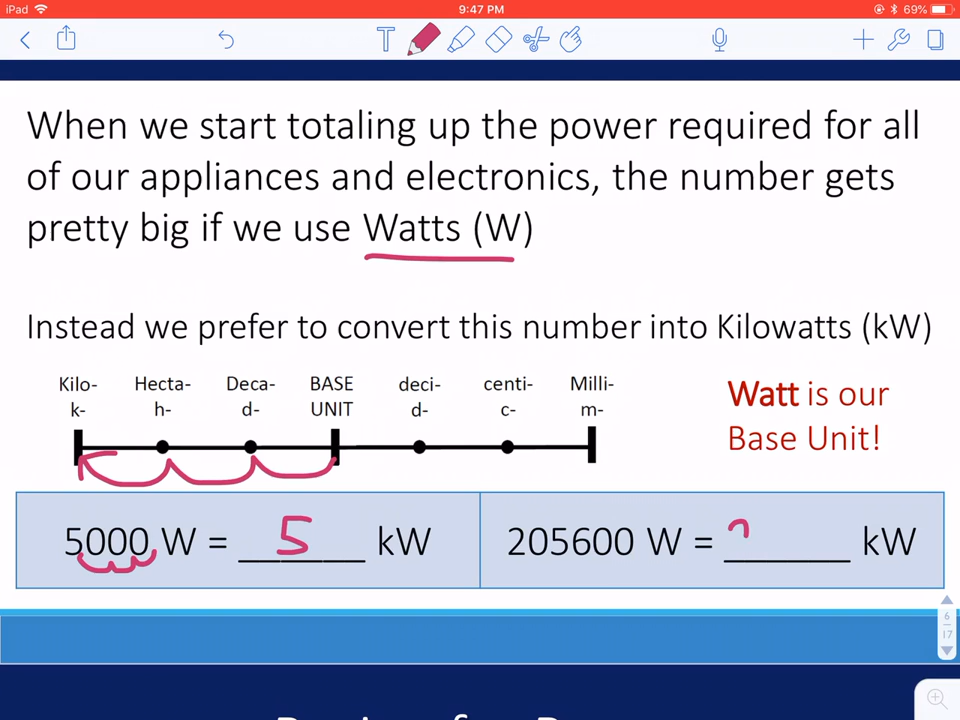 iPad 9:47 PM 69%
T
When we start totaling up the power required for all
of our appliances and electronics, the number gets
pretty big if we use Watts (W)
Instead we prefer to convert this number into Kilowatts (kW)
Kilo- Hecta- Deca- BASE deci- centi- Milli-
k- h- d- UNIT d- c- m-
Watt is our
Base Unit!
5000 W = 5 kW
205600 W = ______ kW
6
17